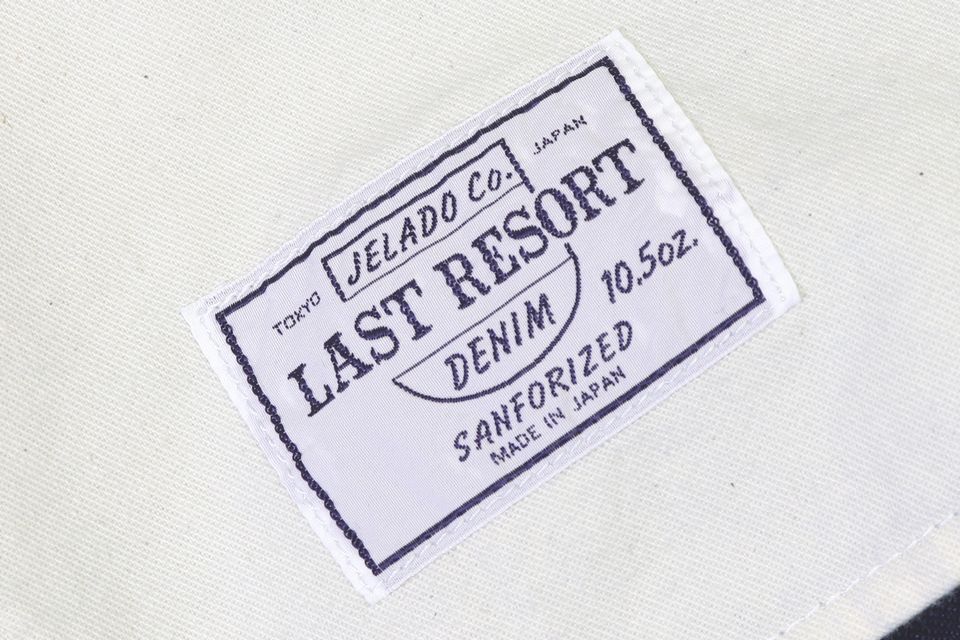 JELADO Co.
TOKYO JAPAN
LAST RESORT
DENIM 10.5oz.
SANFORIZED
MADE IN JAPAN